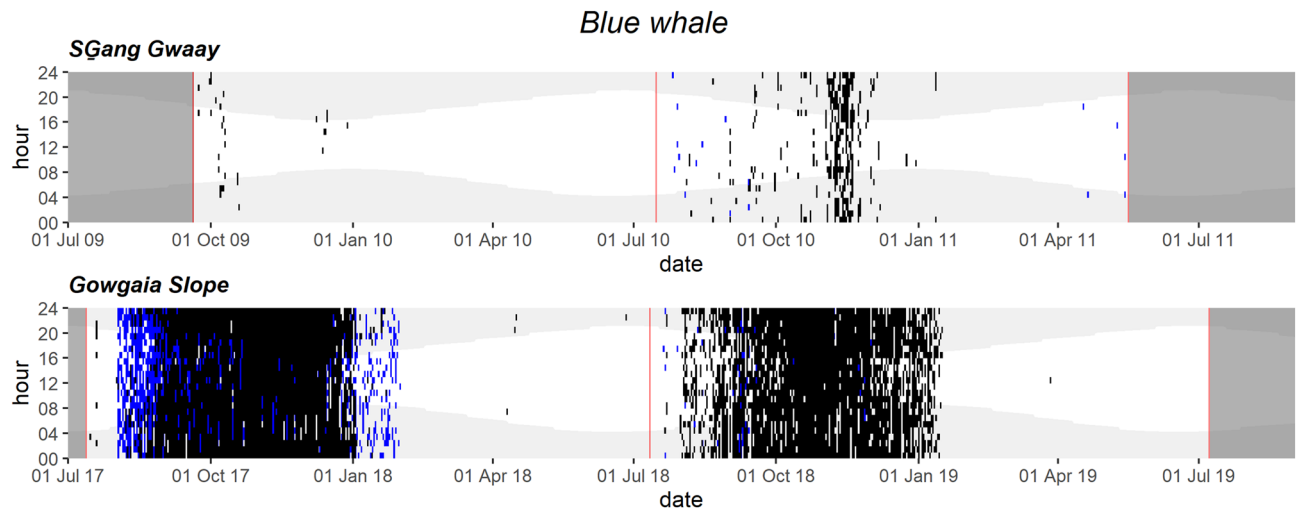 Blue whale
SG̱ang Gwaay
24
20
16
12
08
04
00
hour
01 Jul 09 01 Oct 09 01 Jan 10 01 Apr 10 01 Jul 10 01 Oct 10 01 Jan 11 01 Apr 11 01 Jul 11
date
Gowgaia Slope
24
20
16
12
08
04
00
hour
01 Jul 17 01 Oct 17 01 Jan 18 01 Apr 18 01 Jul 18 01 Oct 18 01 Jan 19 01 Apr 19 01 Jul 19
date